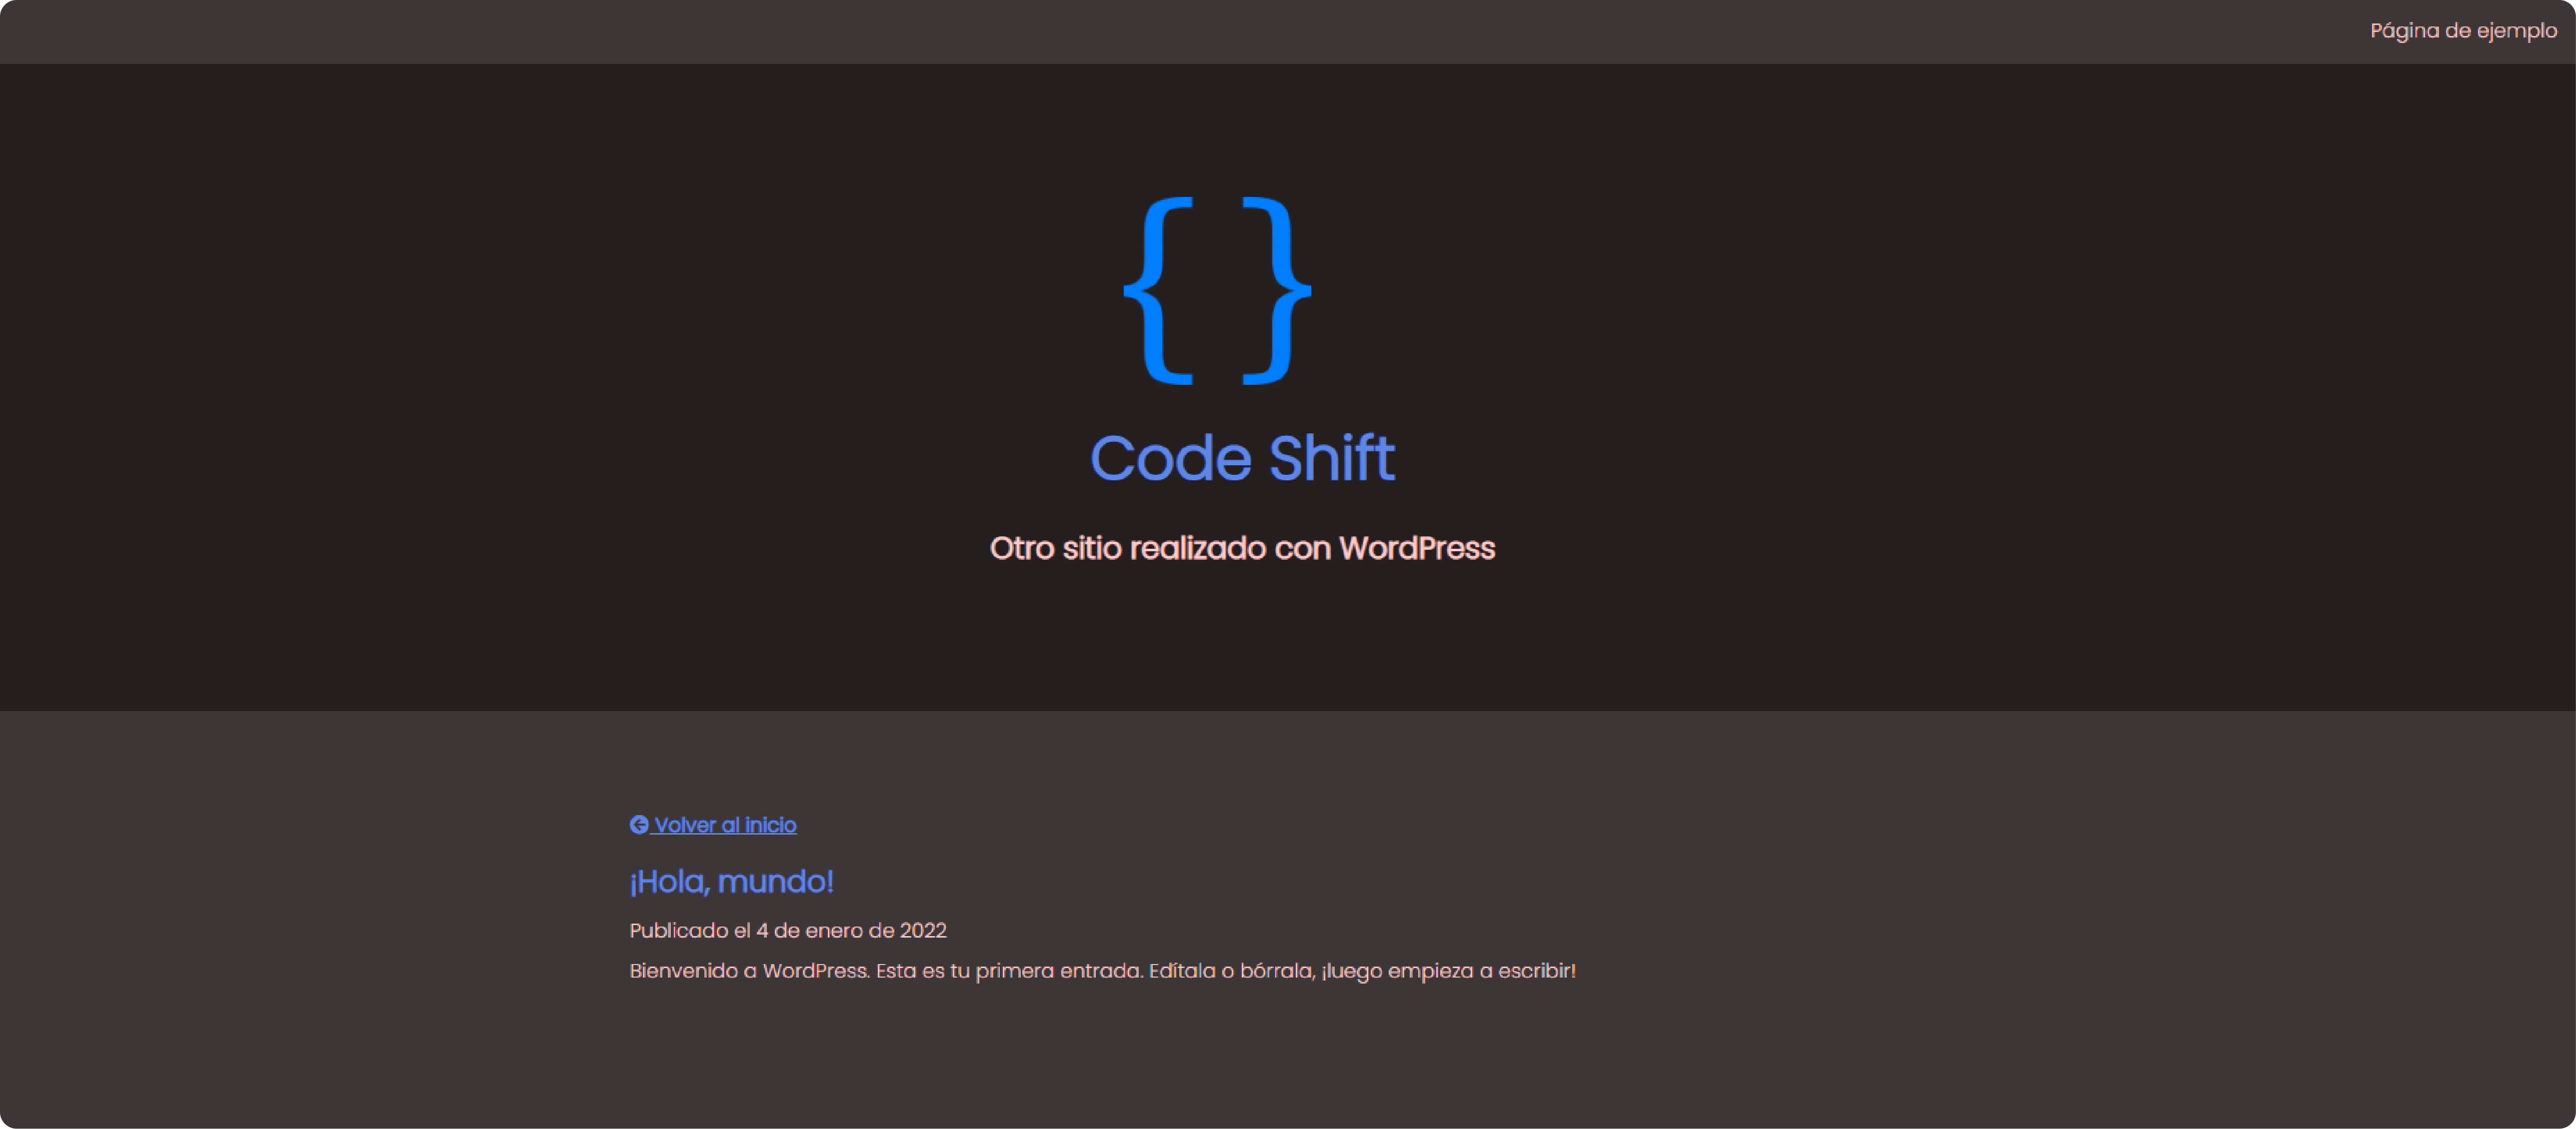 Página de ejemplo
{ }
Code Shift
Otro sitio realizado con WordPress
Volver al inicio
¡Hola, mundo!
Publicado el 4 de enero de 2022
Bienvenido a WordPress. Esta es tu primera entrada. Edítala o bórrala, ¡luego empieza a escribir!